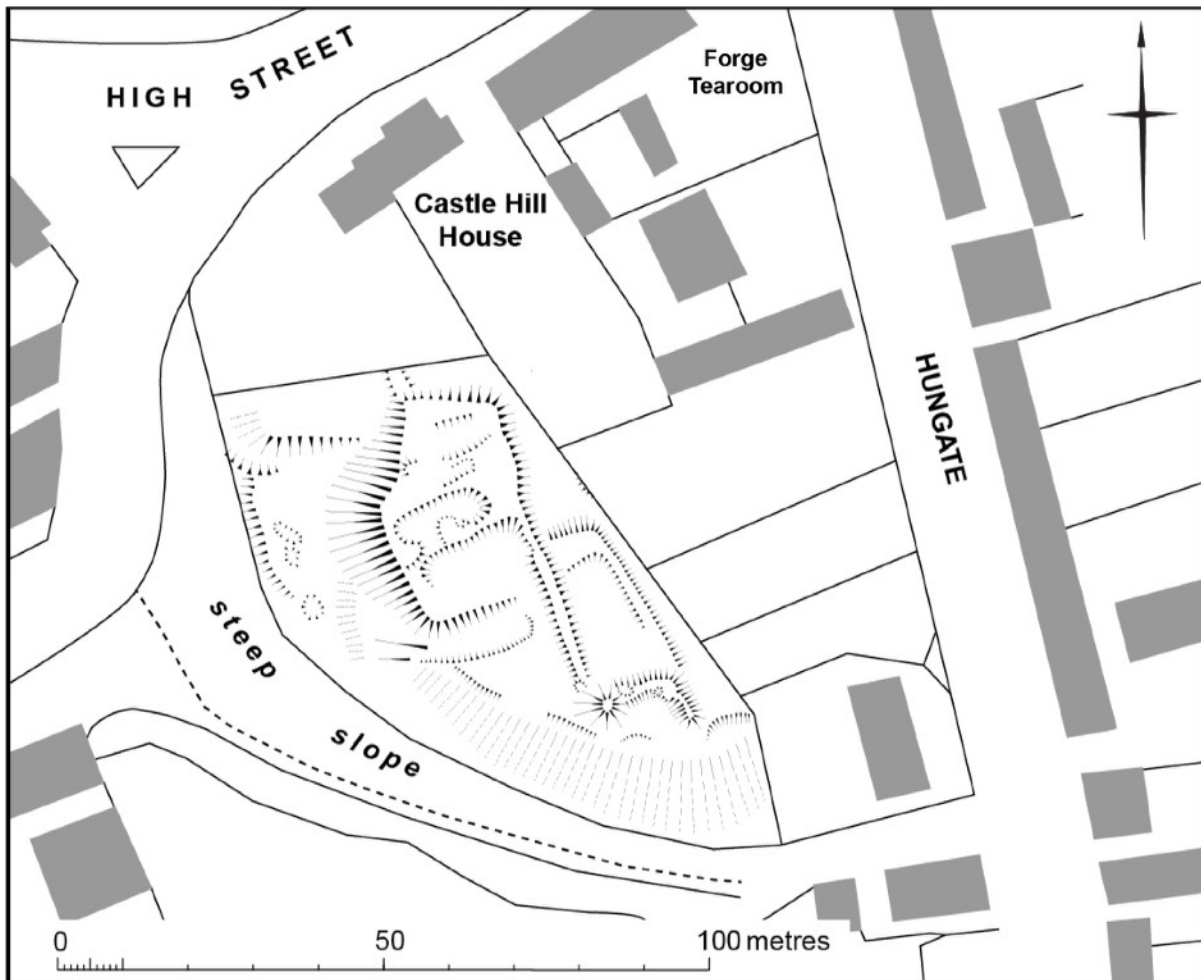 HIGH STREET
Forge
Tearoom
Castle Hill
House
HUNGATE
steep
slope
0 50 100 metres